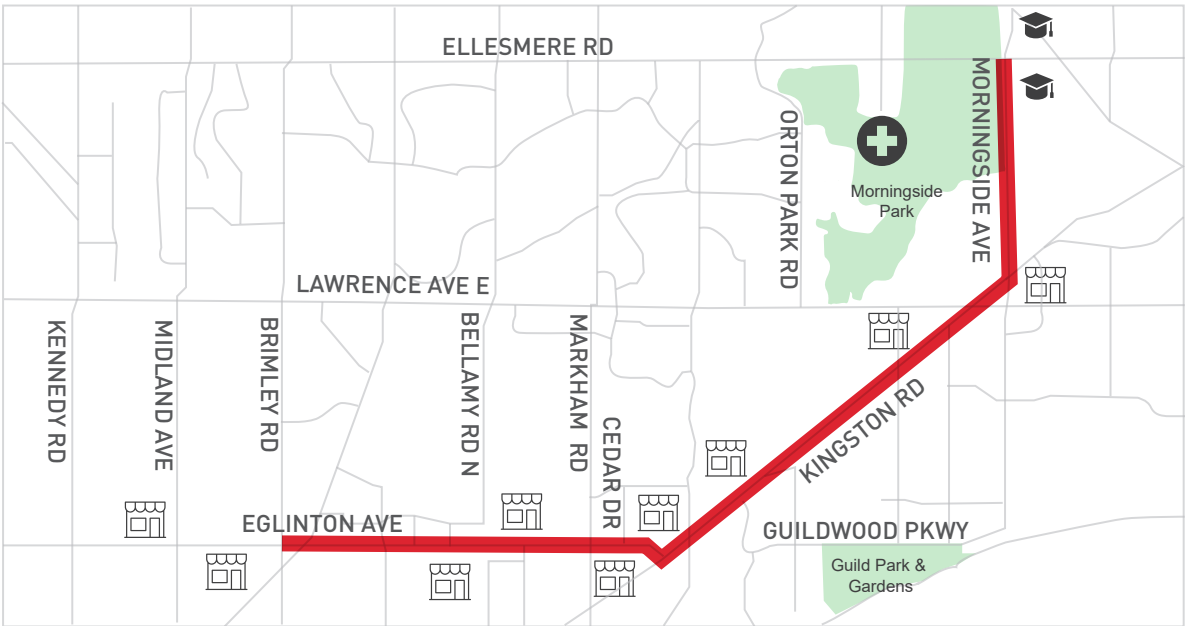 ELLESMERE RD
MORNINGSIDE AVE
ORTON PARK RD
Morningside
Park
LAWRENCE AVE E
KENNEDY RD
MIDLAND AVE
BRIMLEY RD
BELLAMY RD N
MARKHAM RD
CEDAR DR
KINGSTON RD
EGLINTON AVE
GUILDWOOD PKWY
Guild Park &
Gardens